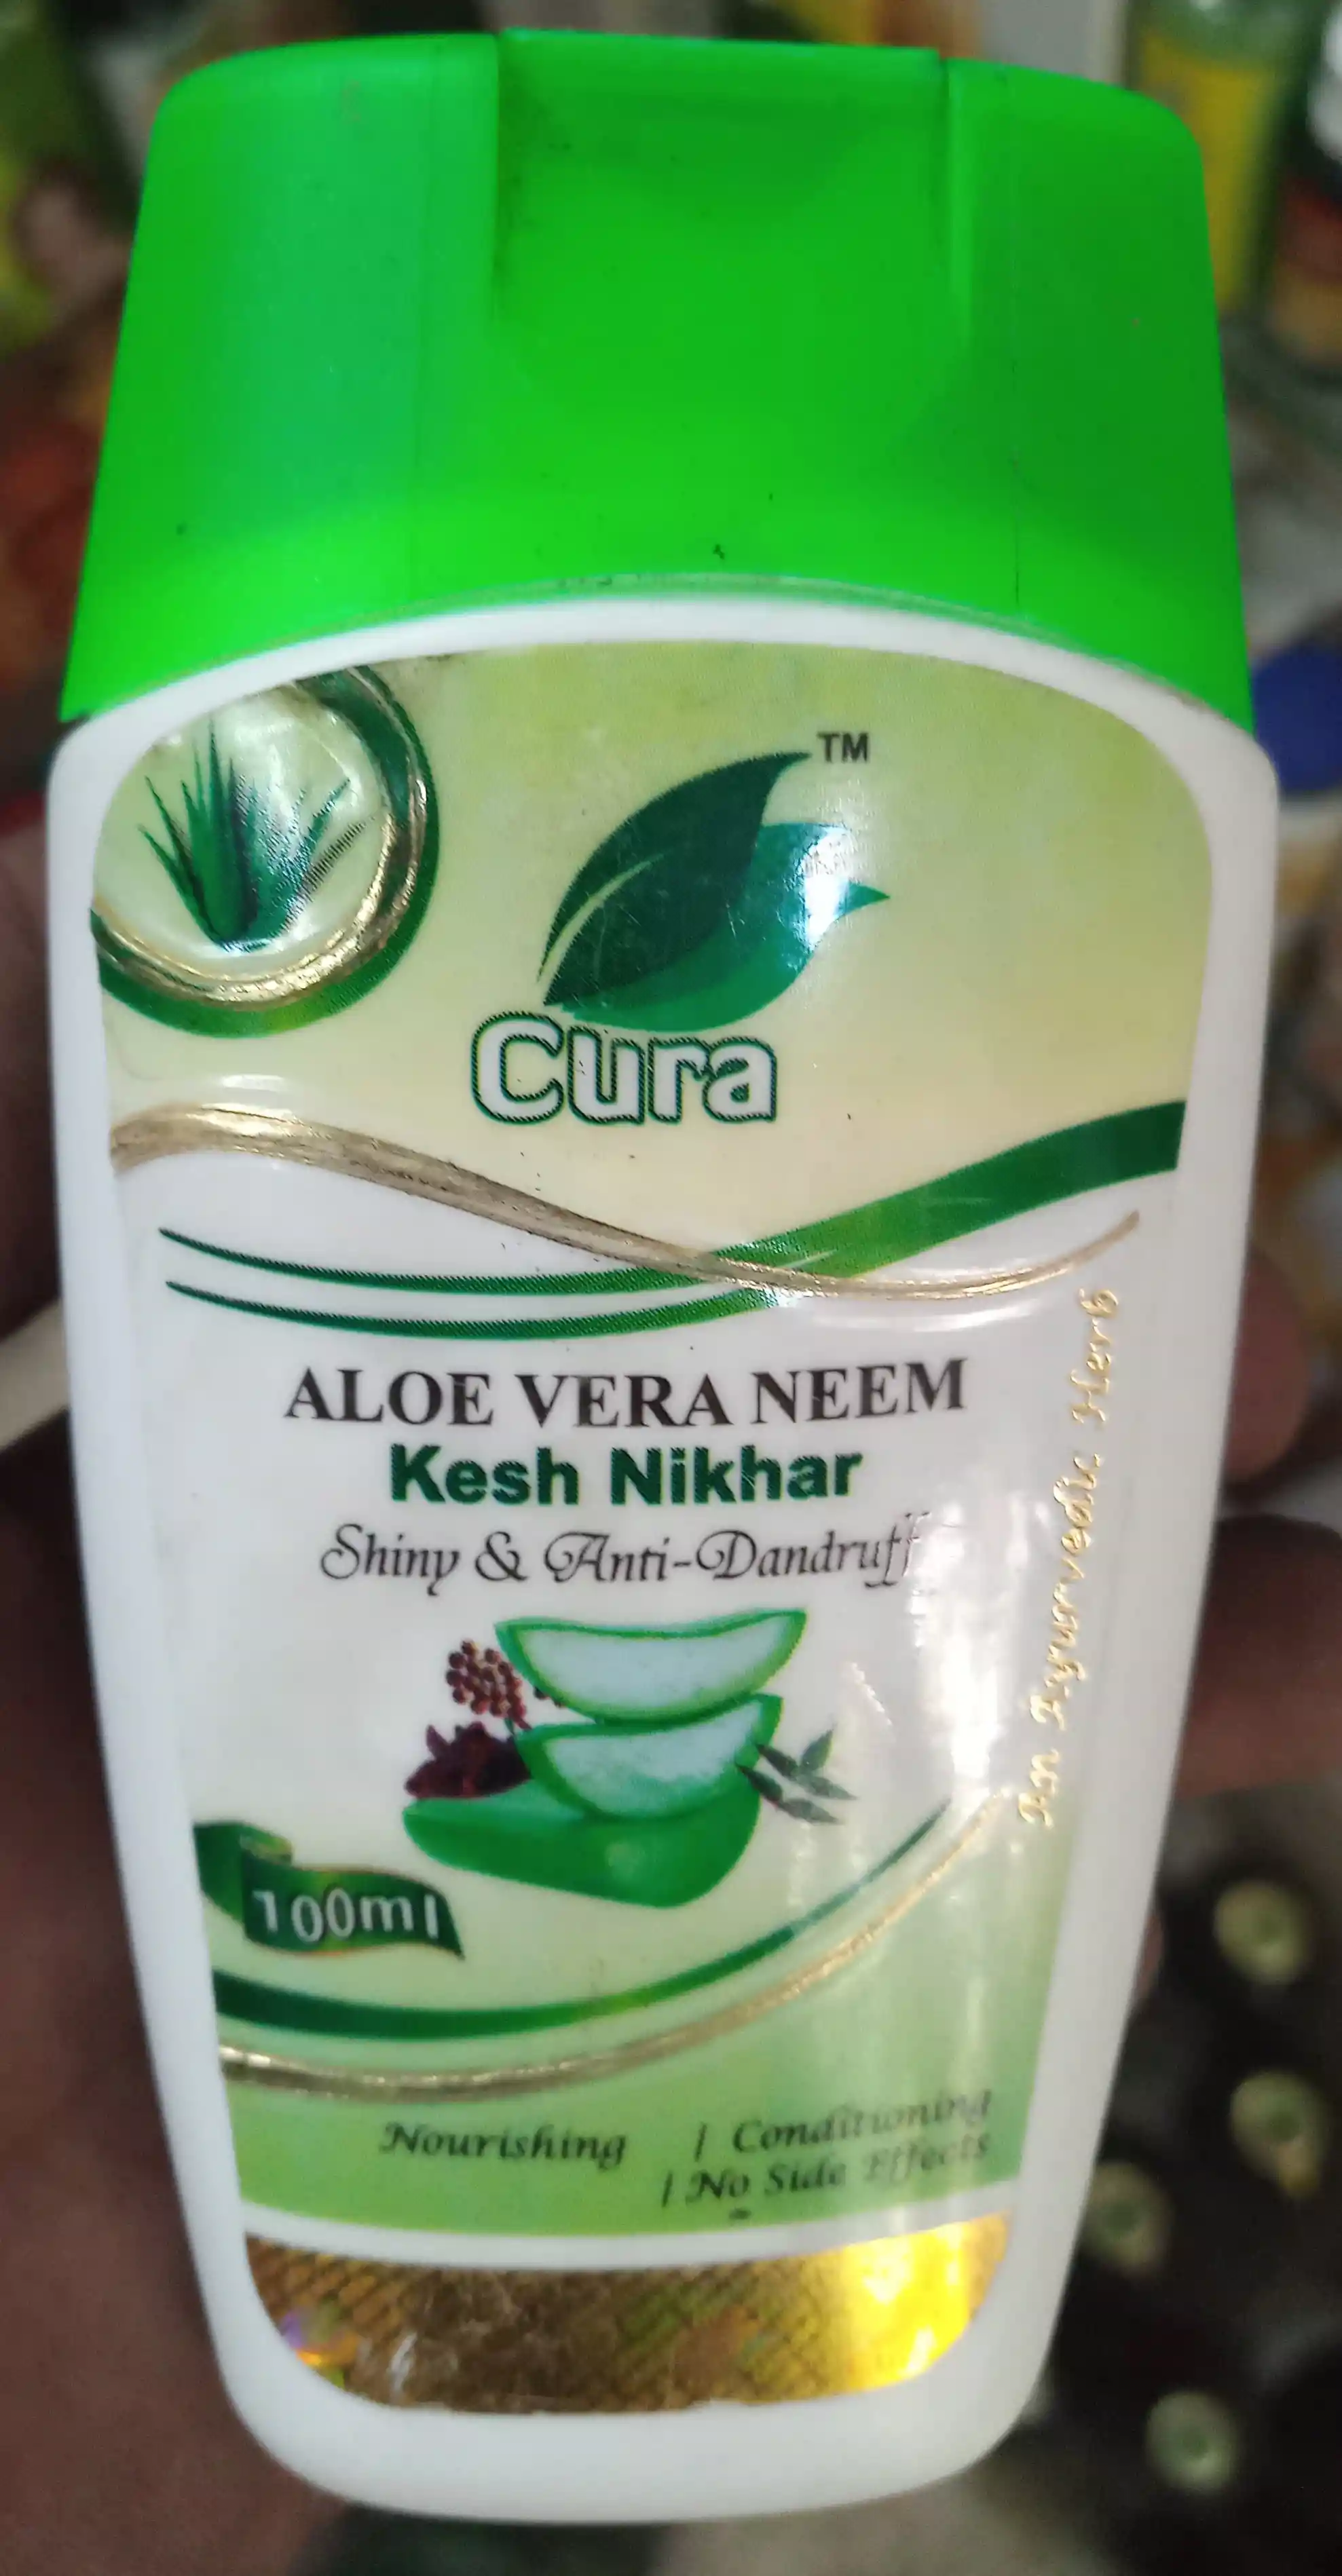 TM
Cura
ALOE VERA NEEM
Kesh Nikhar
Shiny & Anti-Dandruff
An Ayurvedic Herb
100ml
Nourishing | Conditioning
| No Side Effects